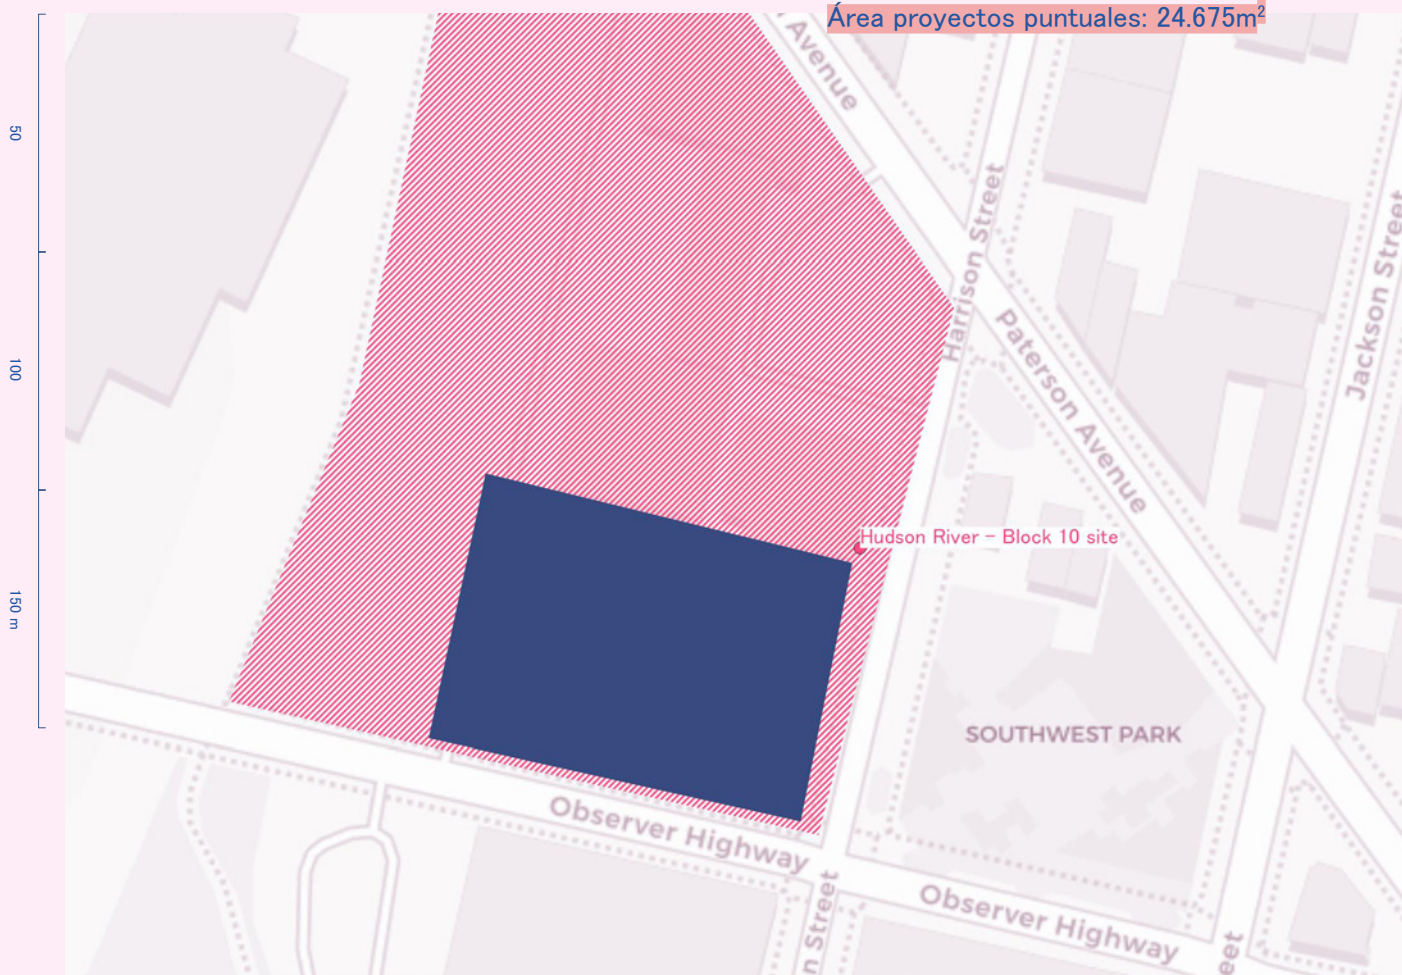 Área proyectos puntuales: 24.675m²
Avenue
50
Harrison Street
Jackson Street
100
Paterson Avenue
Hudson River - Block 10 site
150 m
SOUTHWEST PARK
Observer Highway
Observer Highway
n Street
eet